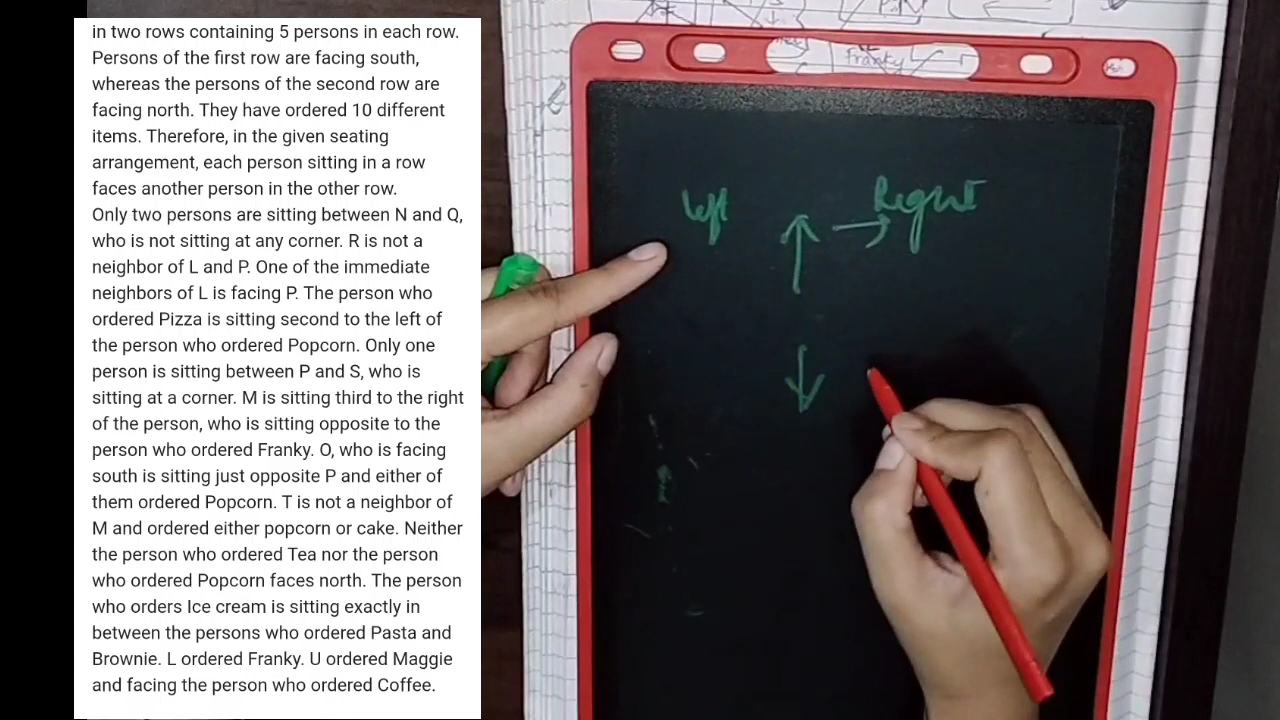 in two rows containing 5 persons in each row.
Persons of the first row are facing south,
whereas the persons of the second row are
facing north. They have ordered 10 different
items. Therefore, in the given seating
arrangement, each person sitting in a row
faces another person in the other row.
Only two persons are sitting between N and Q,
who is not sitting at any corner. R is not a
neighbor of L and P. One of the immediate
neighbors of L is facing P. The person who
ordered Pizza is sitting second to the left of
the person who ordered Popcorn. Only one
person is sitting between P and S, who is
sitting at a corner. M is sitting third to the right
of the person, who is sitting opposite to the
person who ordered Franky. O, who is facing
south is sitting just opposite P and either of
them ordered Popcorn. T is not a neighbor of
M and ordered either popcorn or cake. Neither
the person who ordered Tea nor the person
who ordered Popcorn faces north. The person
who orders Ice cream is sitting exactly in
between the persons who ordered Pasta and
Brownie. L ordered Franky. U ordered Maggie
and facing the person who ordered Coffee.
Franky
left Right